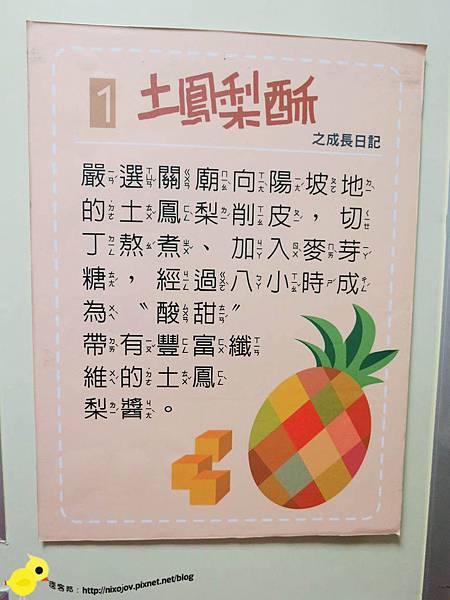 1 土鳳梨酥
之成長日記
嚴選關廟向陽坡地
的土鳳梨削皮，切
丁熬煮、加入麥芽
糖，經過八小時成
為〝酸甜〞
帶有豐富纖
維的土鳳
梨醬。
痞客邦：http://nixojov.pixnet.net/blog